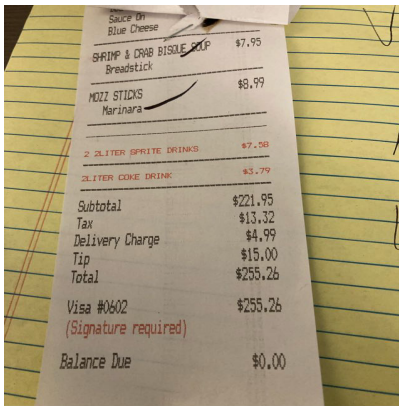 Sauce On
Blue Cheese
SHRIMP & CRAB BISQUE SOUP $7.95
Breadstick
MOZZ STICKS $8.99
Marinara
2 2LITER SPRITE DRINKS $7.58
2LITER COKE DRINK $3.79
Subtotal $221.95
Tax $13.32
Delivery Charge $4.99
Tip $15.00
Total $255.26
Visa #0602 $255.26
(Signature required)
Balance Due $0.00